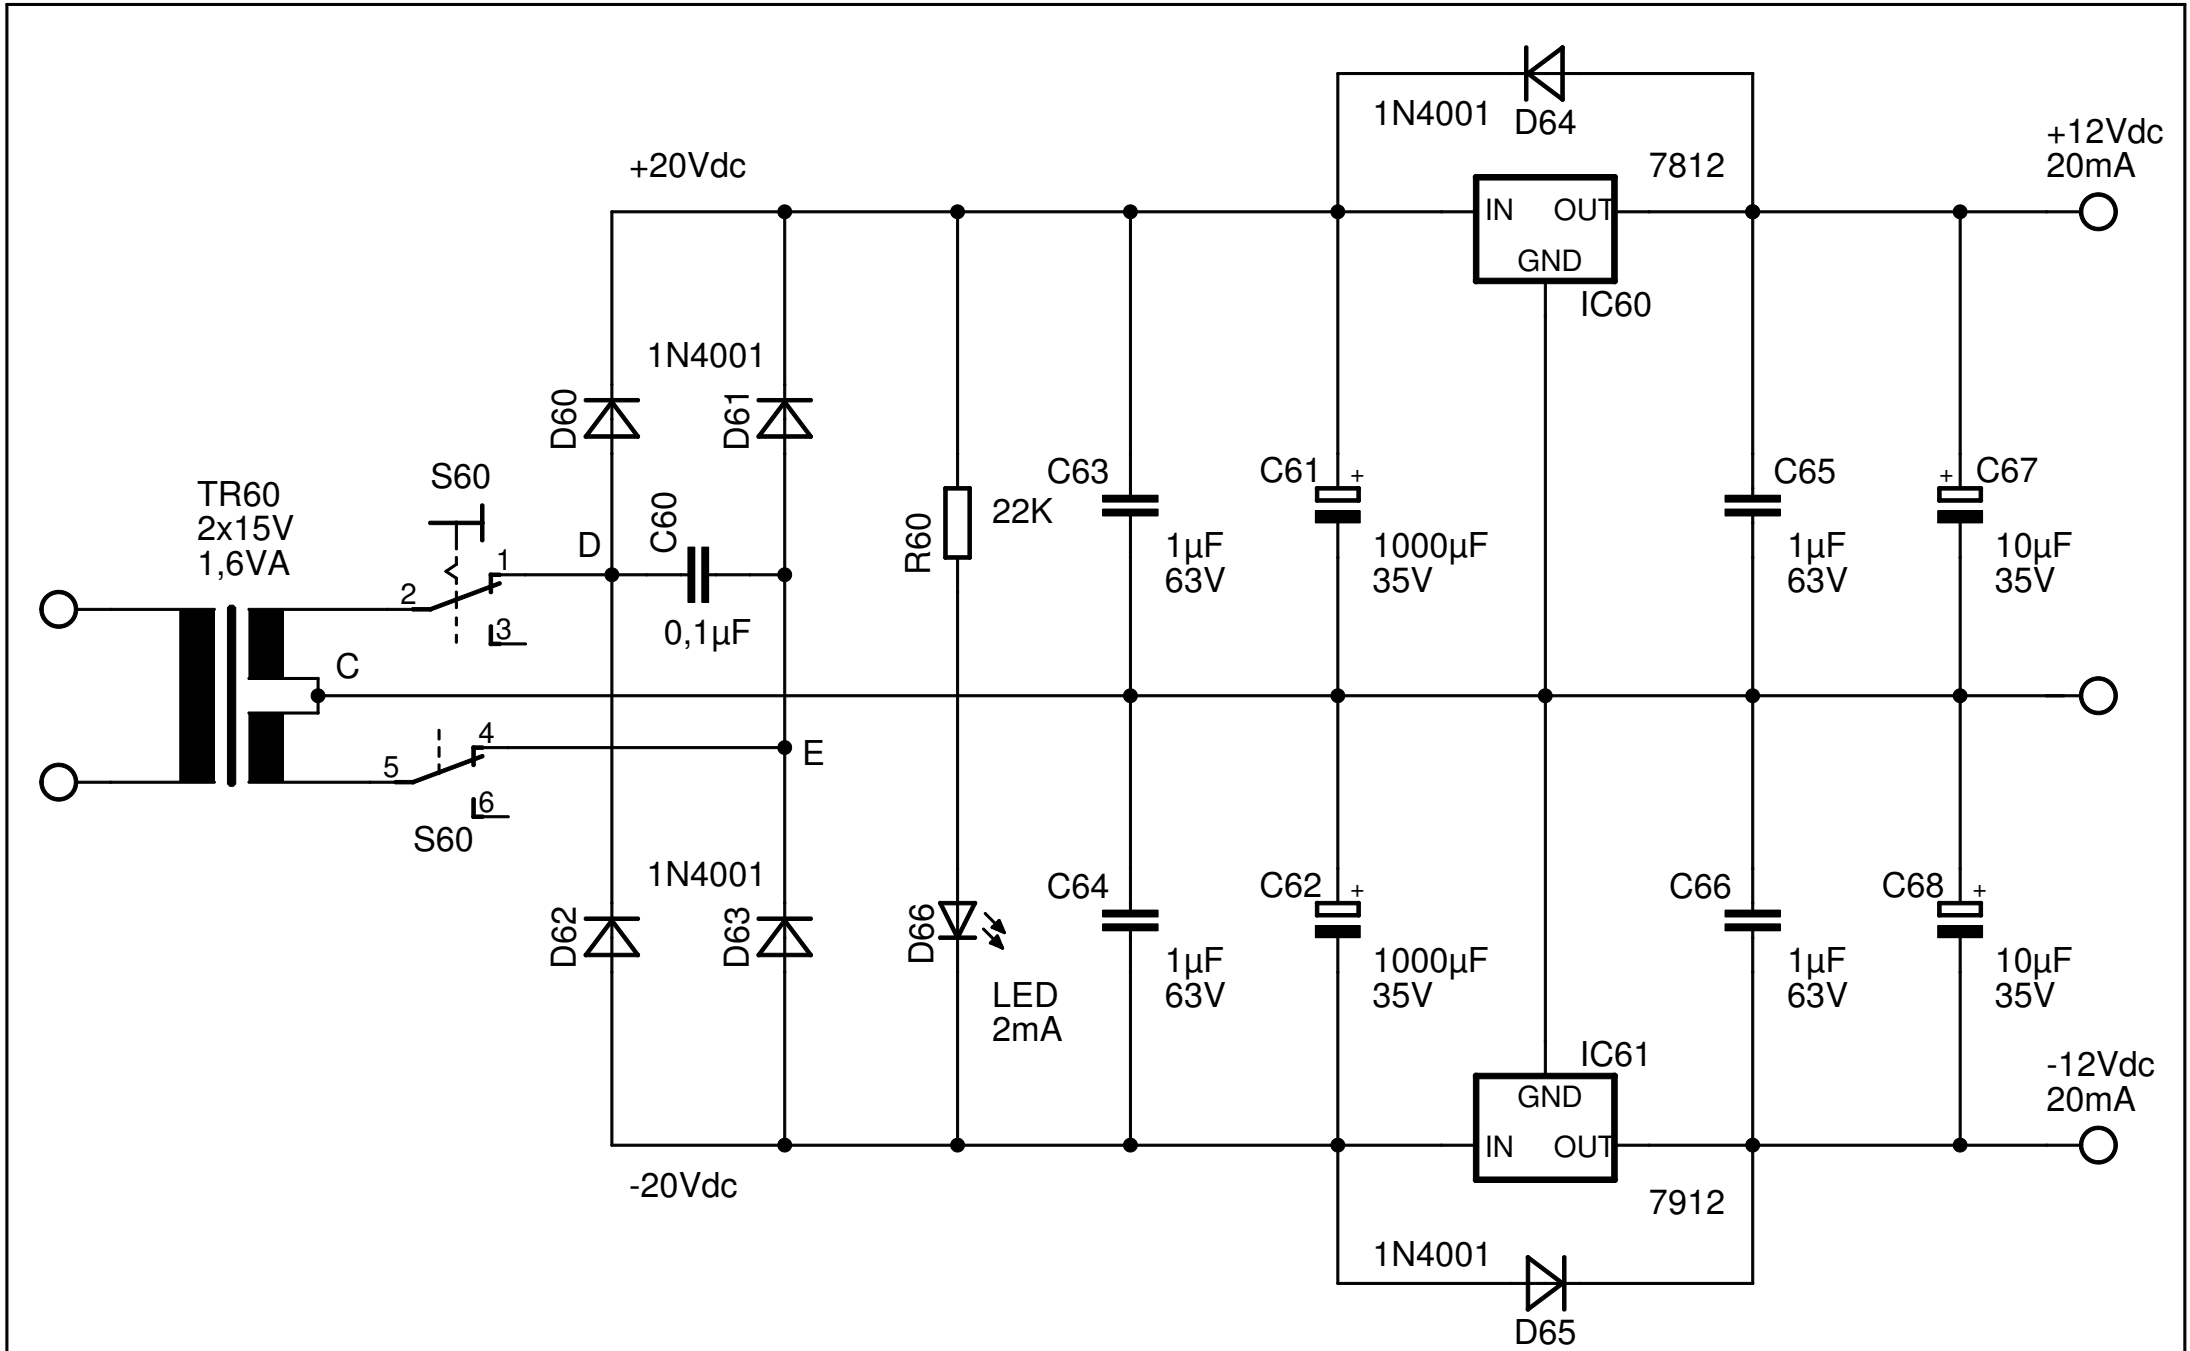 1N4001
D64
+12Vdc
20mA
+20Vdc
7812
IN
OUT
GND
IC60
1N4001
D60
D61
TR60
2x15V
1,6VA
S60
C60
0,1µF
D
1
2
3
C
4
5
6
E
S60
R60
22K
C63
1µF
63V
C61
+
1000µF
35V
C65
1µF
63V
+
C67
10µF
35V
1N4001
D62
D63
D66
LED
2mA
C64
1µF
63V
C62
+
1000µF
35V
C66
1µF
63V
C68
+
10µF
35V
IC61
GND
IN
OUT
7912
-12Vdc
20mA
-20Vdc
1N4001
D65